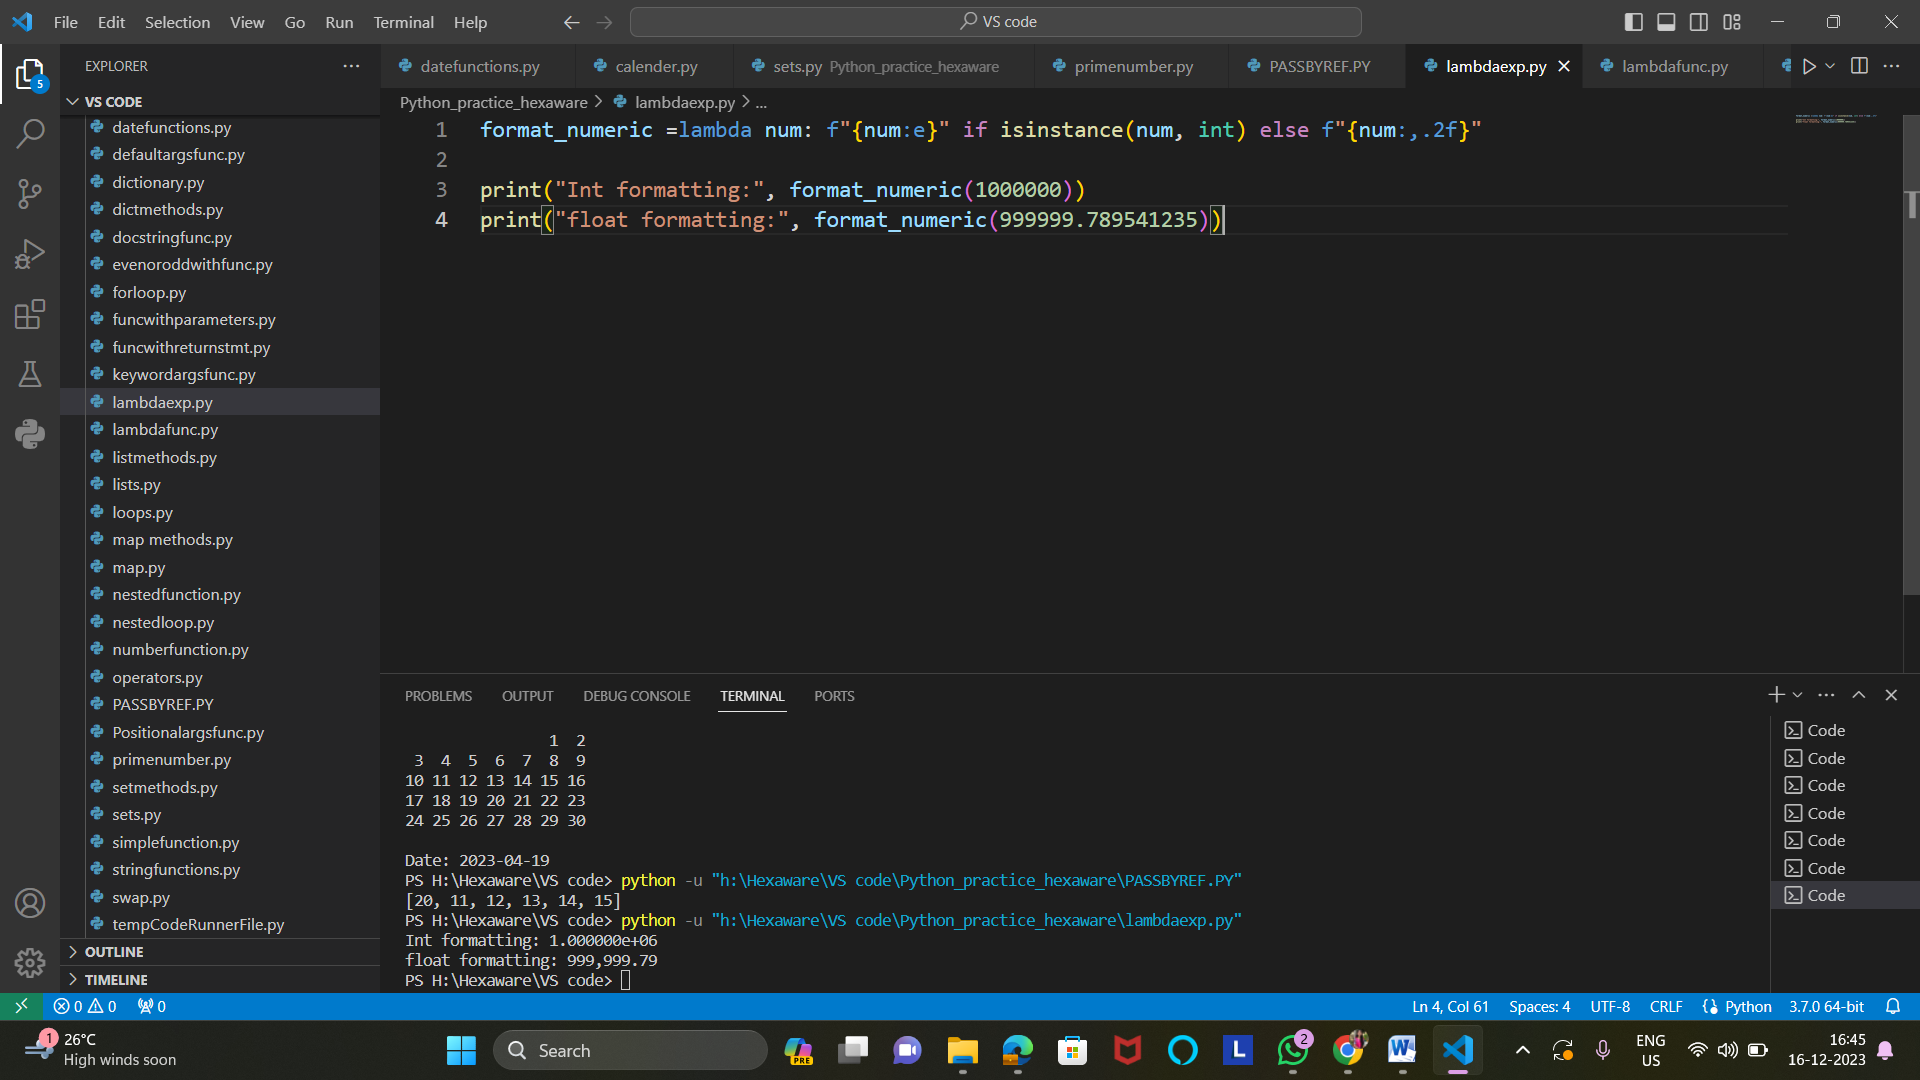 File Edit Selection View Go Run Terminal Help
VS code
EXPLORER
datefunctions.py calender.py sets.py Python_practice_hexaware primenumber.py PASSBYREF.PY lambdaexp.py lambdafunc.py
VS CODE
Python_practice_hexaware > lambdaexp.py > ...
datefunctions.py
defaultargsfunc.py
dictionary.py
dictmethods.py
docstringfunc.py
evenoroddwithfunc.py
forloop.py
funcwithparameters.py
funcwithreturnstmt.py
keywordargsfunc.py
lambdaexp.py
lambdafunc.py
listmethods.py
lists.py
loops.py
map methods.py
map.py
nestedfunction.py
nestedloop.py
numberfunction.py
operators.py
PASSBYREF.PY
Positionalargsfunc.py
primenumber.py
setmethods.py
sets.py
simplefunction.py
stringfunctions.py
swap.py
tempCodeRunnerFile.py
OUTLINE
TIMELINE
1 format_numeric =lambda num: f"{num:e}" if isinstance(num, int) else f"{num:,.2f}"
2
3 print("Int formatting:", format_numeric(1000000))
4 print("float formatting:", format_numeric(999999.789541235))
PROBLEMS OUTPUT DEBUG CONSOLE TERMINAL PORTS
1 2
3 4 5 6 7 8 9
10 11 12 13 14 15 16
17 18 19 20 21 22 23
24 25 26 27 28 29 30
Date: 2023-04-19
PS H:\Hexaware\VS code> python -u "h:\Hexaware\VS code\Python_practice_hexaware\PASSBYREF.PY"
[20, 11, 12, 13, 14, 15]
PS H:\Hexaware\VS code> python -u "h:\Hexaware\VS code\Python_practice_hexaware\lambdaexp.py"
Int formatting: 1.000000e+06
float formatting: 999,999.79
PS H:\Hexaware\VS code>
Code
Code
Code
Code
Code
Code
Code
5
0 0 0
Ln 4, Col 61 Spaces: 4 UTF-8 CRLF Python 3.7.0 64-bit
1
26°C
High winds soon
Search
PRE
L
2
ENG
US
16:45
16-12-2023